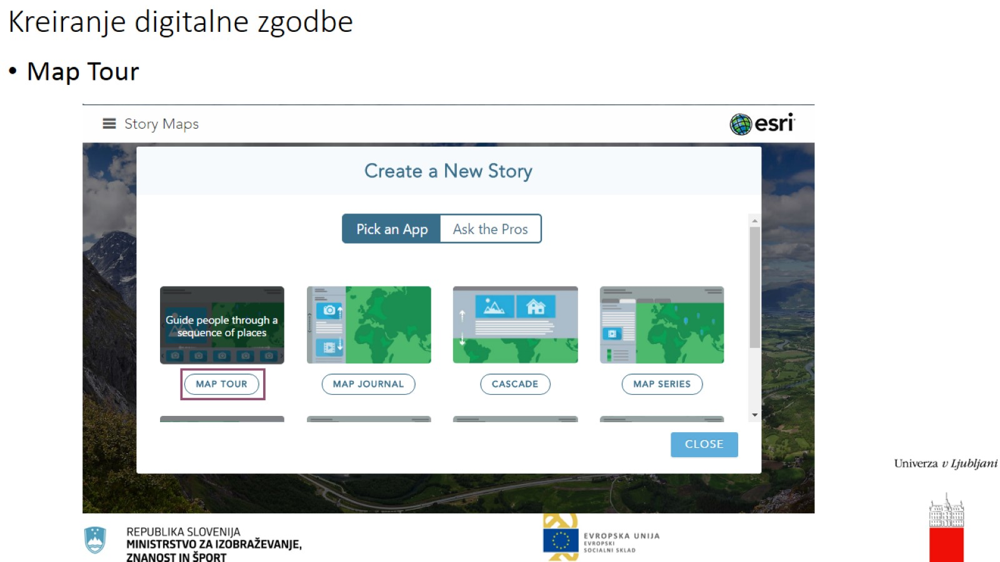 Kreiranje digitalne zgodbe
• Map Tour
Story Maps
esri
Create a New Story
Pick an App
Ask the Pros
Guide people through a
sequence of places
MAP TOUR
MAP JOURNAL
CASCADE
MAP SERIES
CLOSE
Univerza v Ljubljani
REPUBLIKA SLOVENIJA
MINISTRSTVO ZA IZOBRAŽEVANJE,
ZNANOST IN ŠPORT
EVROPSKA UNIJA
EVROPSKI
SOCIALNI SKLAD